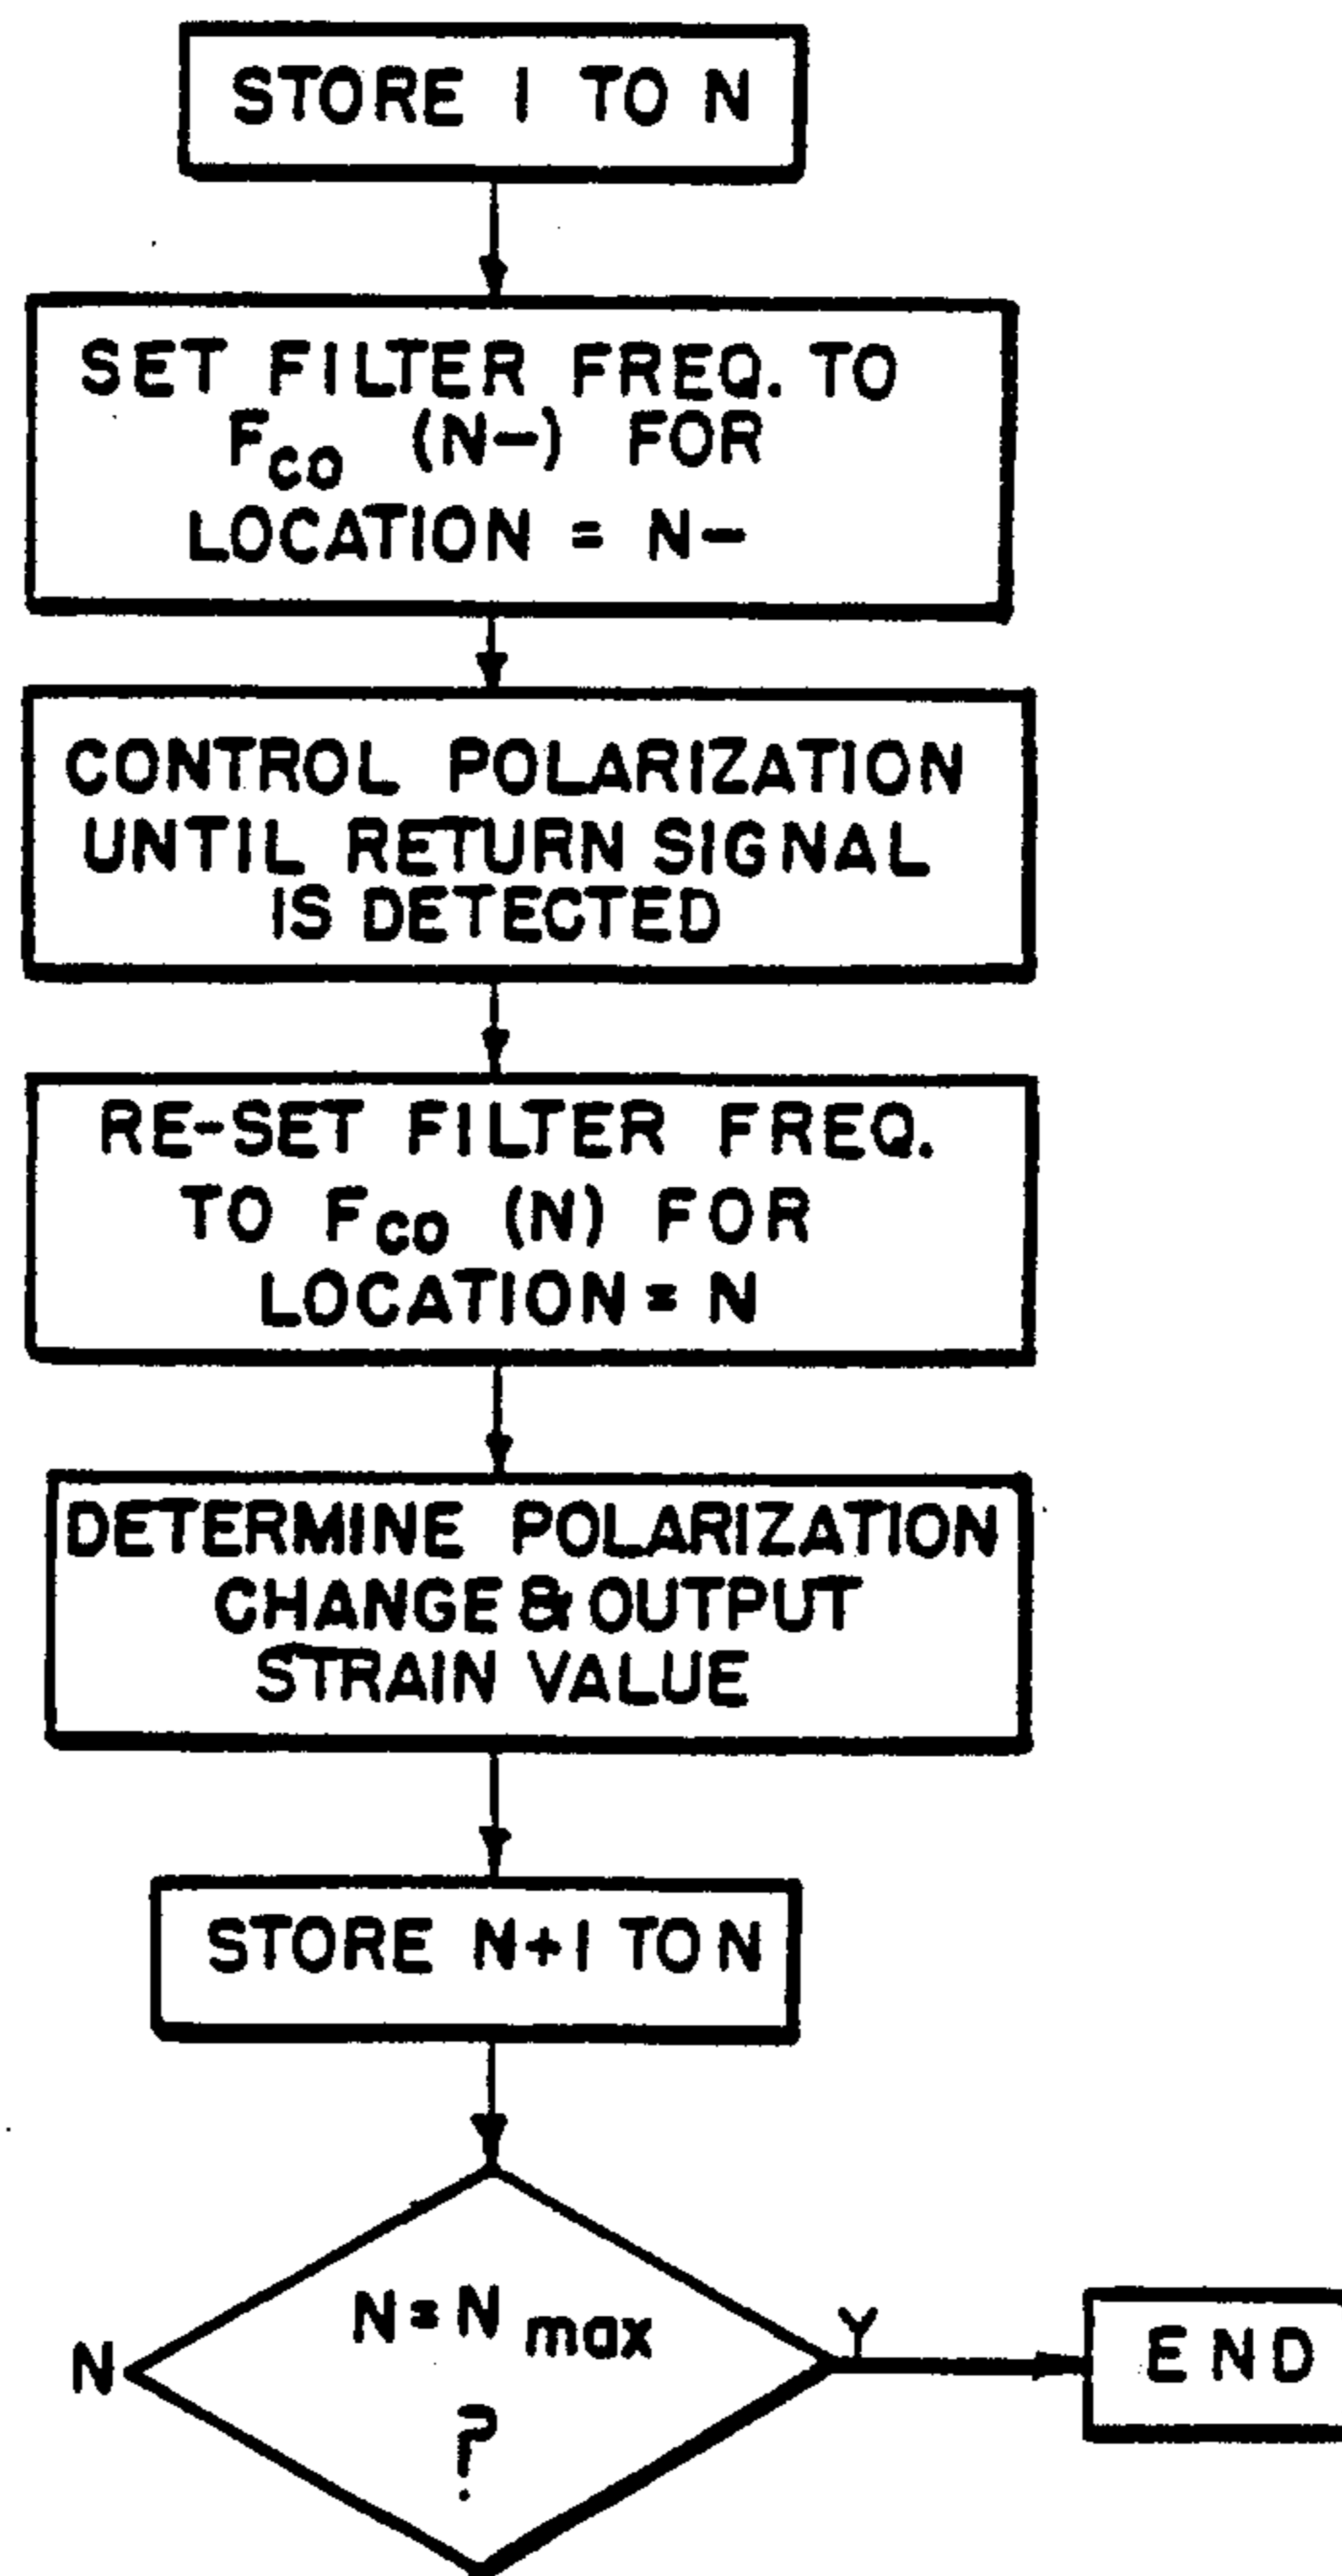 STORE 1 TO N
SET FILTER FREQ. TO
Fco (N-) FOR
LOCATION = N-
CONTROL POLARIZATION
UNTIL RETURN SIGNAL
IS DETECTED
RE-SET FILTER FREQ.
TO Fco (N) FOR
LOCATION = N
DETERMINE POLARIZATION
CHANGE & OUTPUT
STRAIN VALUE
STORE N+1 TO N
N = N max
?
N
Y
END